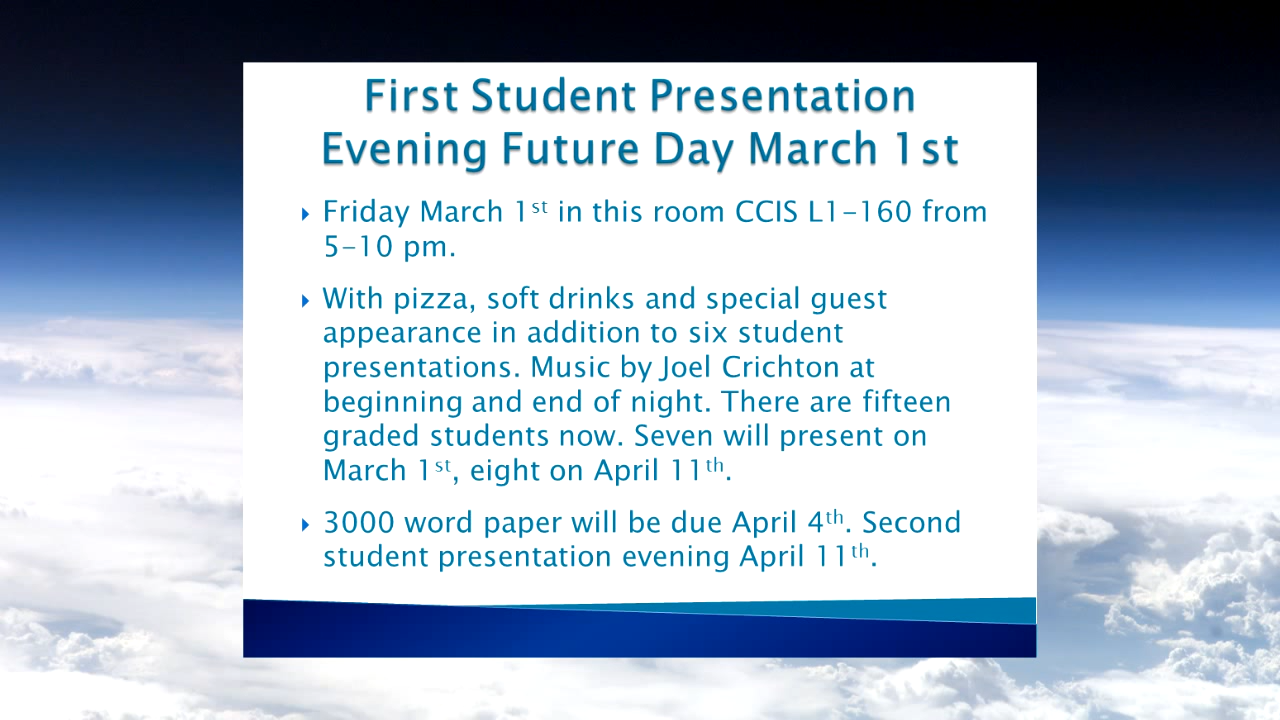 First Student Presentation
Evening Future Day March 1st
Friday March 1st in this room CCIS L1-160 from
5-10 pm.
With pizza, soft drinks and special guest
appearance in addition to six student
presentations. Music by Joel Crichton at
beginning and end of night. There are fifteen
graded students now. Seven will present on
March 1st, eight on April 11th.
3000 word paper will be due April 4th. Second
student presentation evening April 11th.